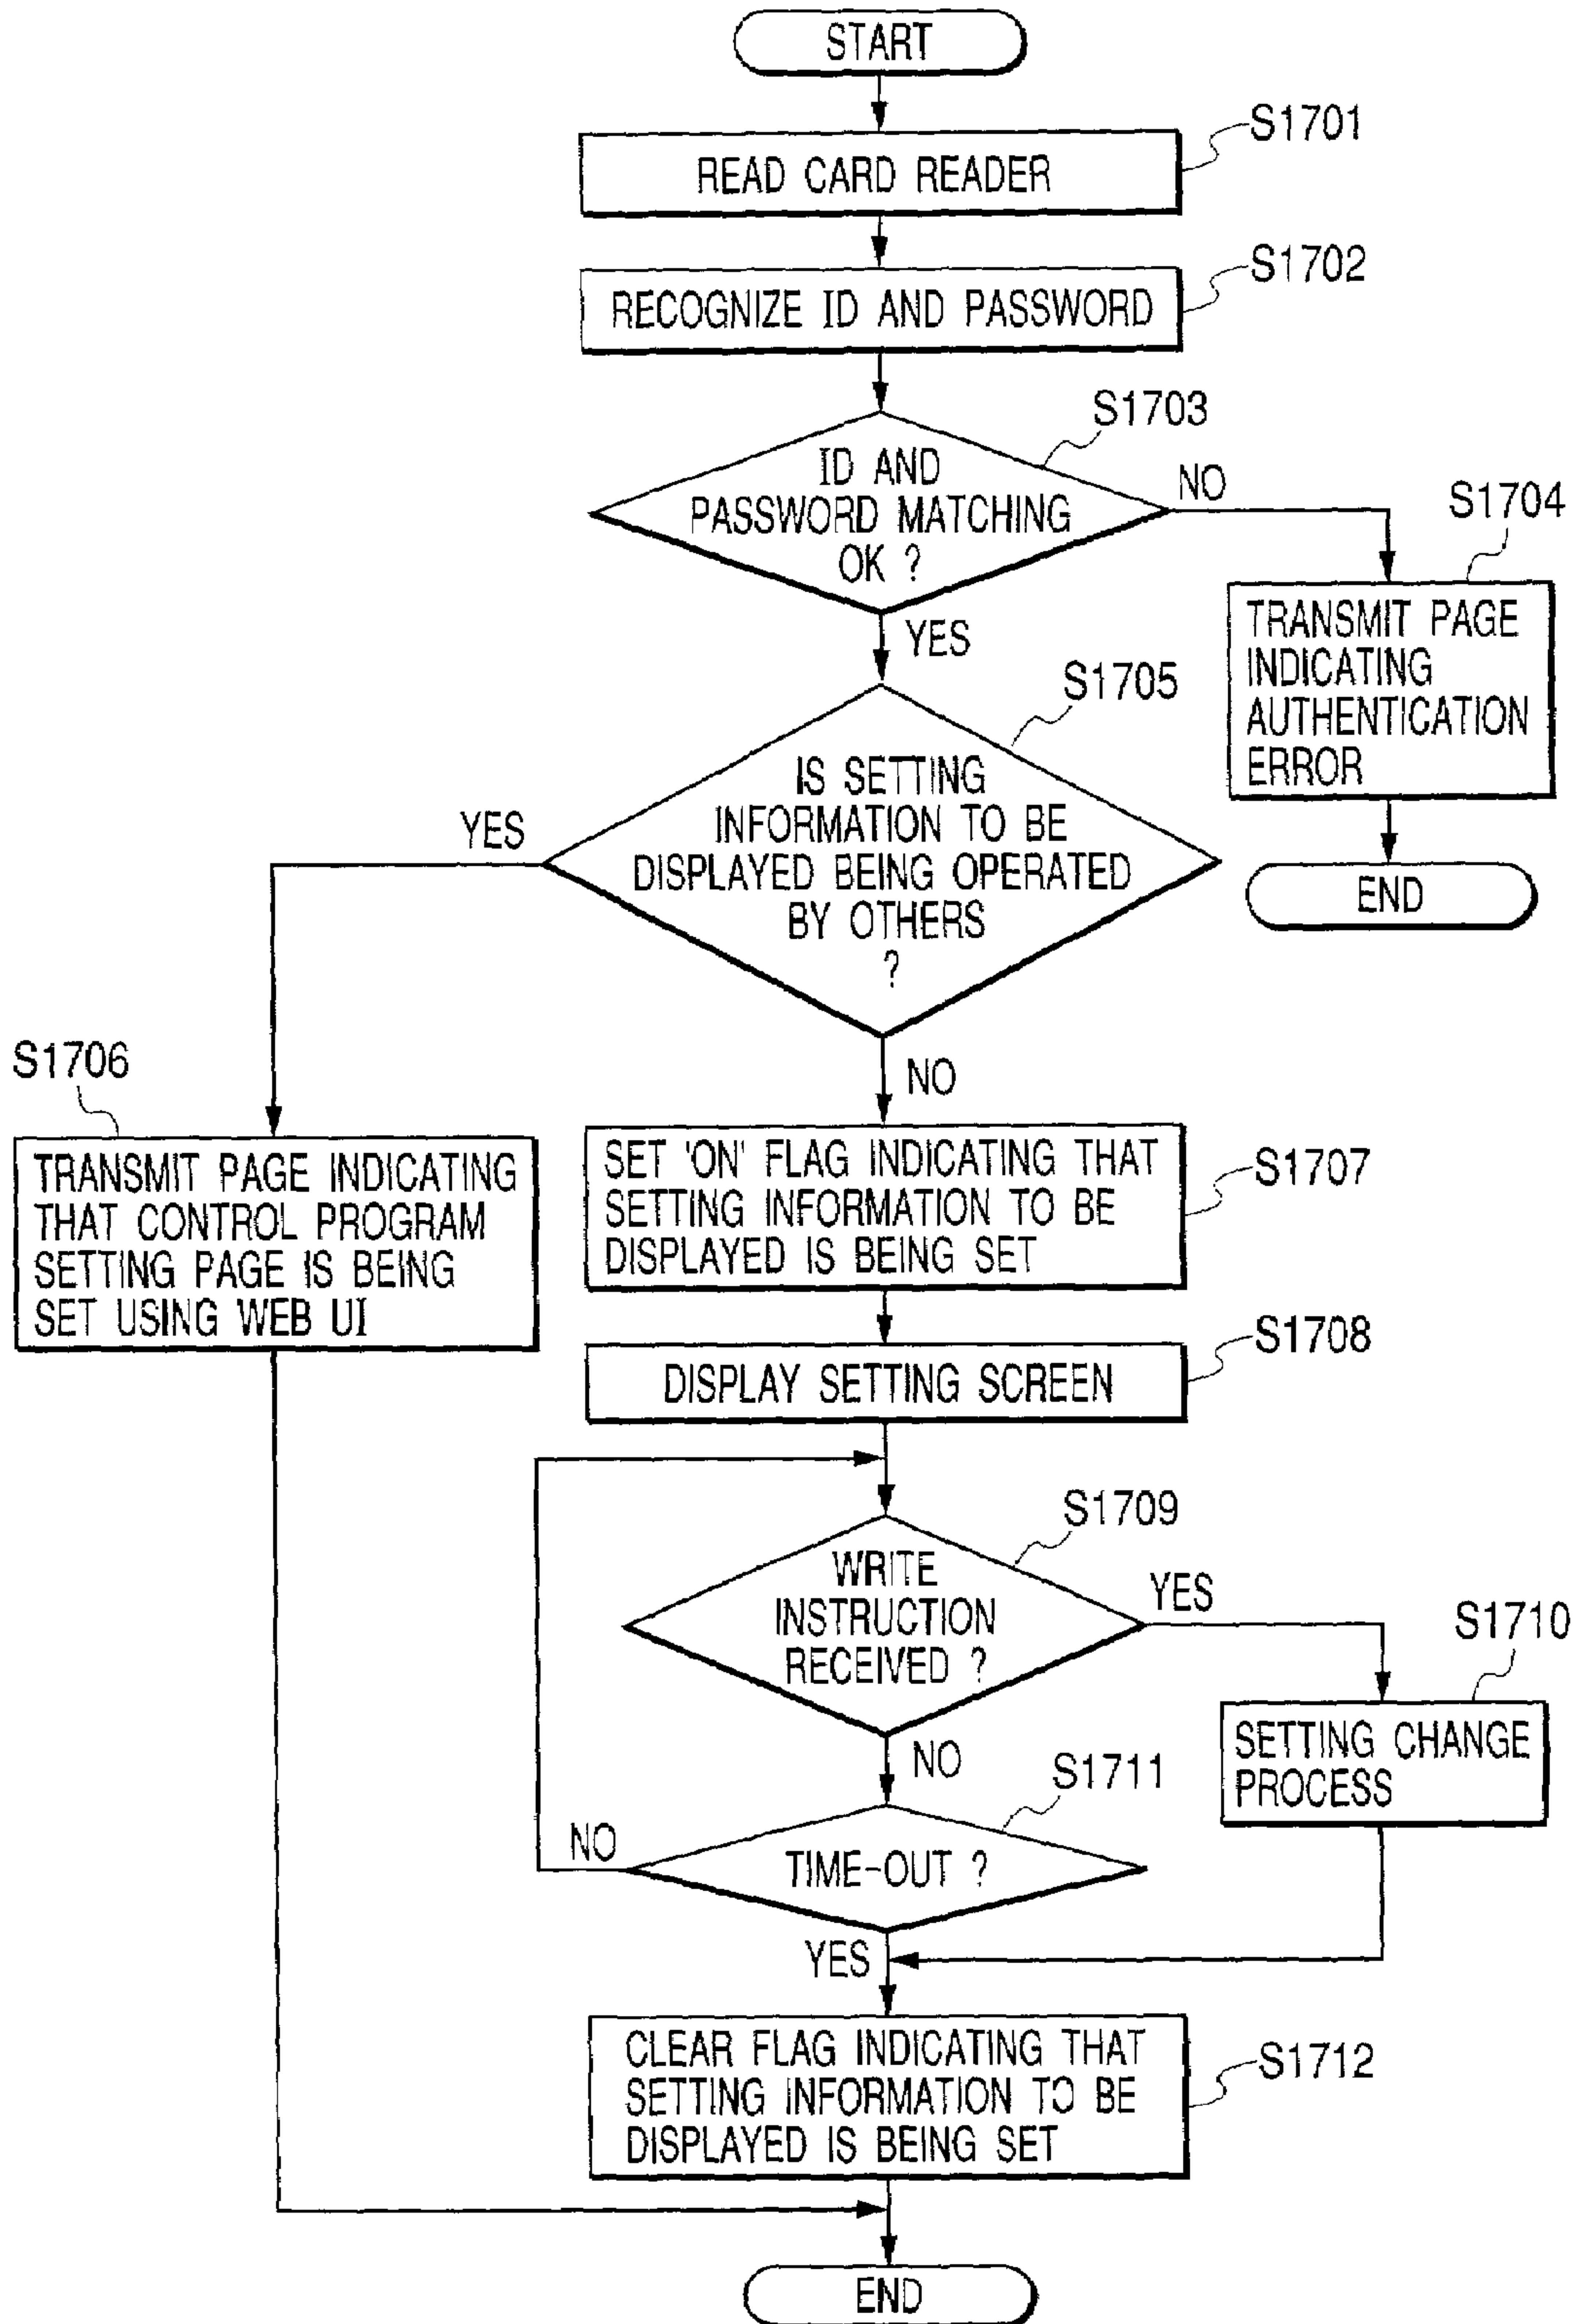 START
S1701
READ CARD READER
S1702
RECOGNIZE ID AND PASSWORD
S1703
ID AND
PASSWORD MATCHING
OK ?
NO
S1704
TRANSMIT PAGE
INDICATING
AUTHENTICATION
ERROR
END
YES
S1705
IS SETTING
INFORMATION TO BE
DISPLAYED BEING OPERATED
BY OTHERS
?
YES
S1706
TRANSMIT PAGE INDICATING
THAT CONTROL PROGRAM
SETTING PAGE IS BEING
SET USING WEB UI
NO
SET 'ON' FLAG INDICATING THAT
SETTING INFORMATION TO BE
DISPLAYED IS BEING SET
S1707
S1708
DISPLAY SETTING SCREEN
S1709
WRITE
INSTRUCTION
RECEIVED ?
YES
S1710
SETTING CHANGE
PROCESS
NO
S1711
TIME-OUT ?
NO
YES
CLEAR FLAG INDICATING THAT
SETTING INFORMATION TO BE
DISPLAYED IS BEING SET
S1712
END